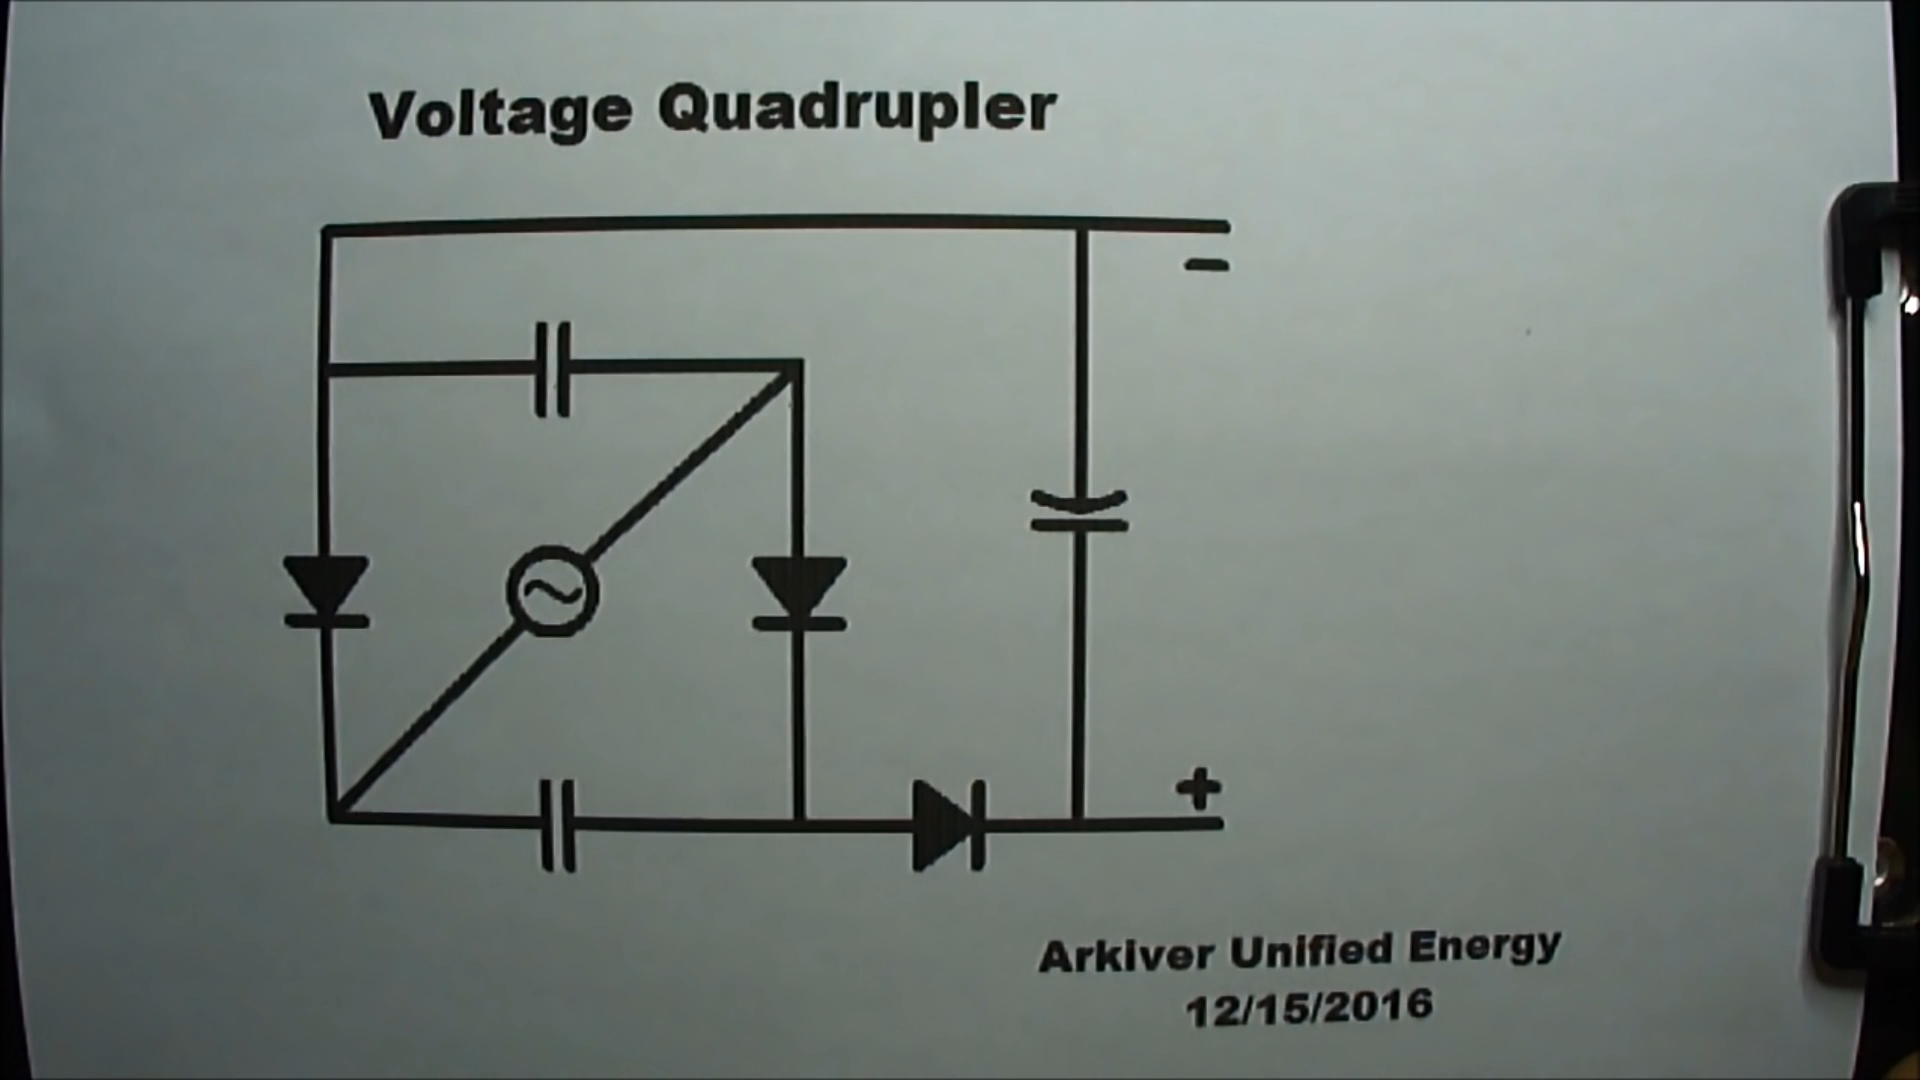 Voltage Quadrupler
-
+
Arkiver Unified Energy
12/15/2016